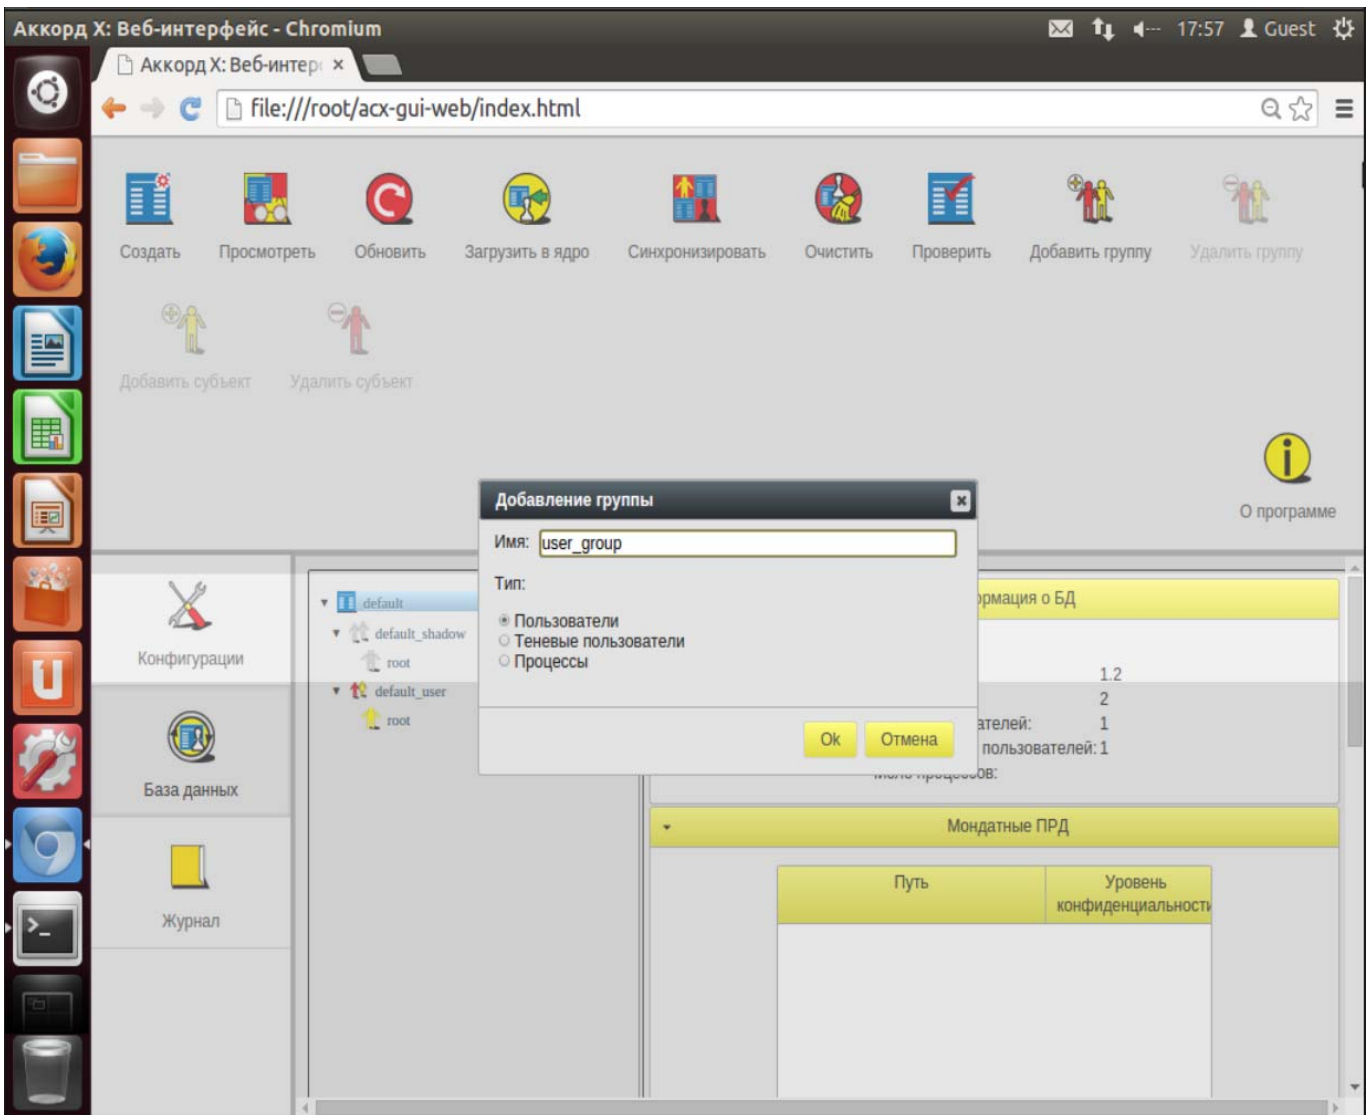 Аккорд X: Веб-интерфейс - Chromium
17:57 Guest
Аккорд X: Веб-интер
file:///root/acx-gui-web/index.html
Создать Просмотреть Обновить Загрузить в ядро Синхронизировать Очистить Проверить Добавить группу Удалить группу
Добавить субъект Удалить субъект
О программе
Добавление группы
Имя: user_group
Тип:
Пользователи
Теневые пользователи
Процессы
Ok Отмена
Конфигурации
База данных
Журнал
default
default_shadow
root
default_user
root
о БД
1.2
2
1
пользователей: 1
Мондатные ПРД
Путь Уровень
конфиденциальности